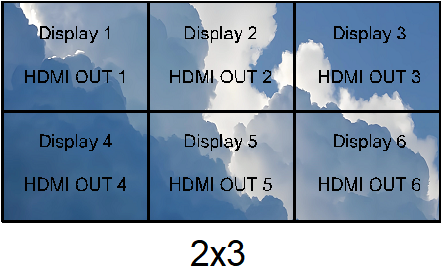 Display 1
Display 2
Display 3
HDMI OUT 1
HDMI OUT 2
HDMI OUT 3
Display 4
Display 5
Display 6
HDMI OUT 4
HDMI OUT 5
HDMI OUT 6
2x3